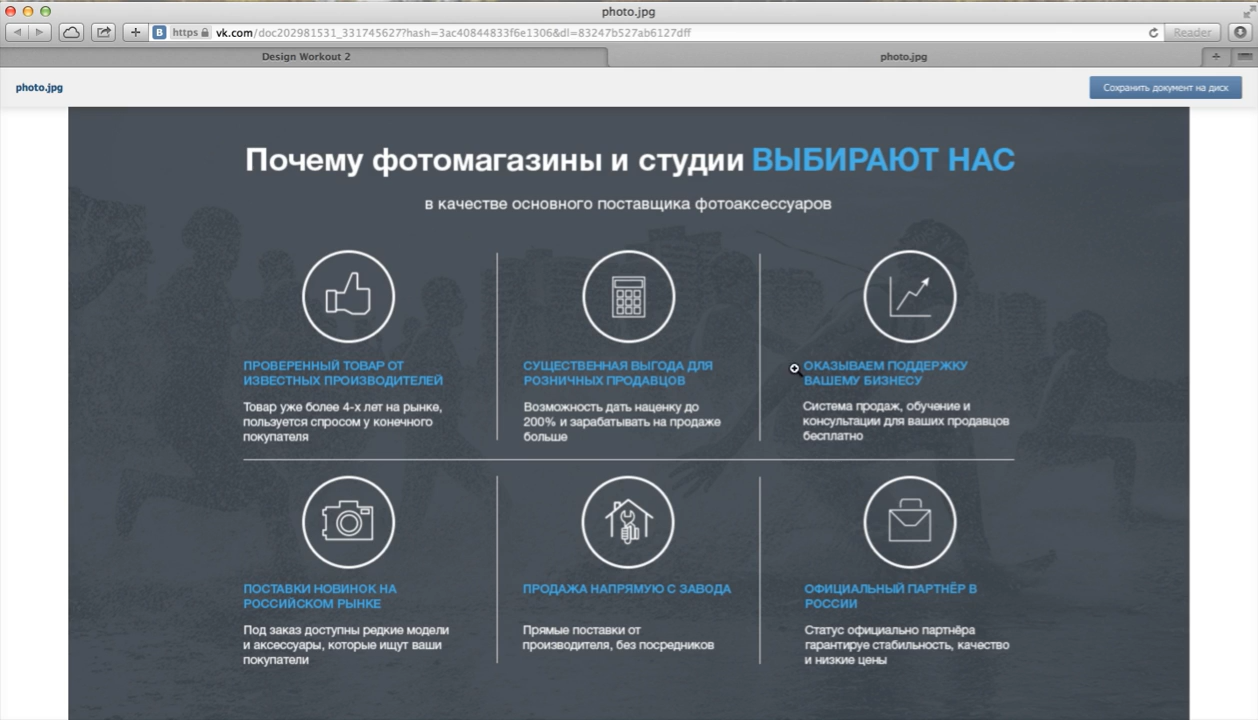 photo.jpg
https vk.com/doc202981531_331745627?hash=3ac40844833f6e1306&dl=83247b527ab6127dff
Reader
Design Workout 2
photo.jpg
photo.jpg
Сохранить документ на диск
Почему фотомагазины и студии ВЫБИРАЮТ НАС
в качестве основного поставщика фотоаксессуаров
ПРОВЕРЕННЫЙ ТОВАР ОТ
ИЗВЕСТНЫХ ПРОИЗВОДИТЕЛЕЙ
Товар уже более 4-х лет на рынке,
пользуется спросом у конечного
покупателя
СУЩЕСТВЕННАЯ ВЫГОДА ДЛЯ
РОЗНИЧНЫХ ПРОДАВЦОВ
Возможность дать наценку до
200% и зарабатывать на продаже
больше
ОКАЗЫВАЕМ ПОДДЕРЖКУ
ВАШЕМУ БИЗНЕСУ
Система продаж, обучение и
консультации для ваших продавцов
бесплатно
ПОСТАВКИ НОВИНОК НА
РОССИЙСКОМ РЫНКЕ
Под заказ доступны редкие модели
и аксессуары, которые ищут ваши
покупатели
ПРОДАЖА НАПРЯМУЮ С ЗАВОДА
Прямые поставки от
производителя, без посредников
ОФИЦИАЛЬНЫЙ ПАРТНЁР В
РОССИИ
Статус официально партнёра
гарантируе стабильность, качество
и низкие цены